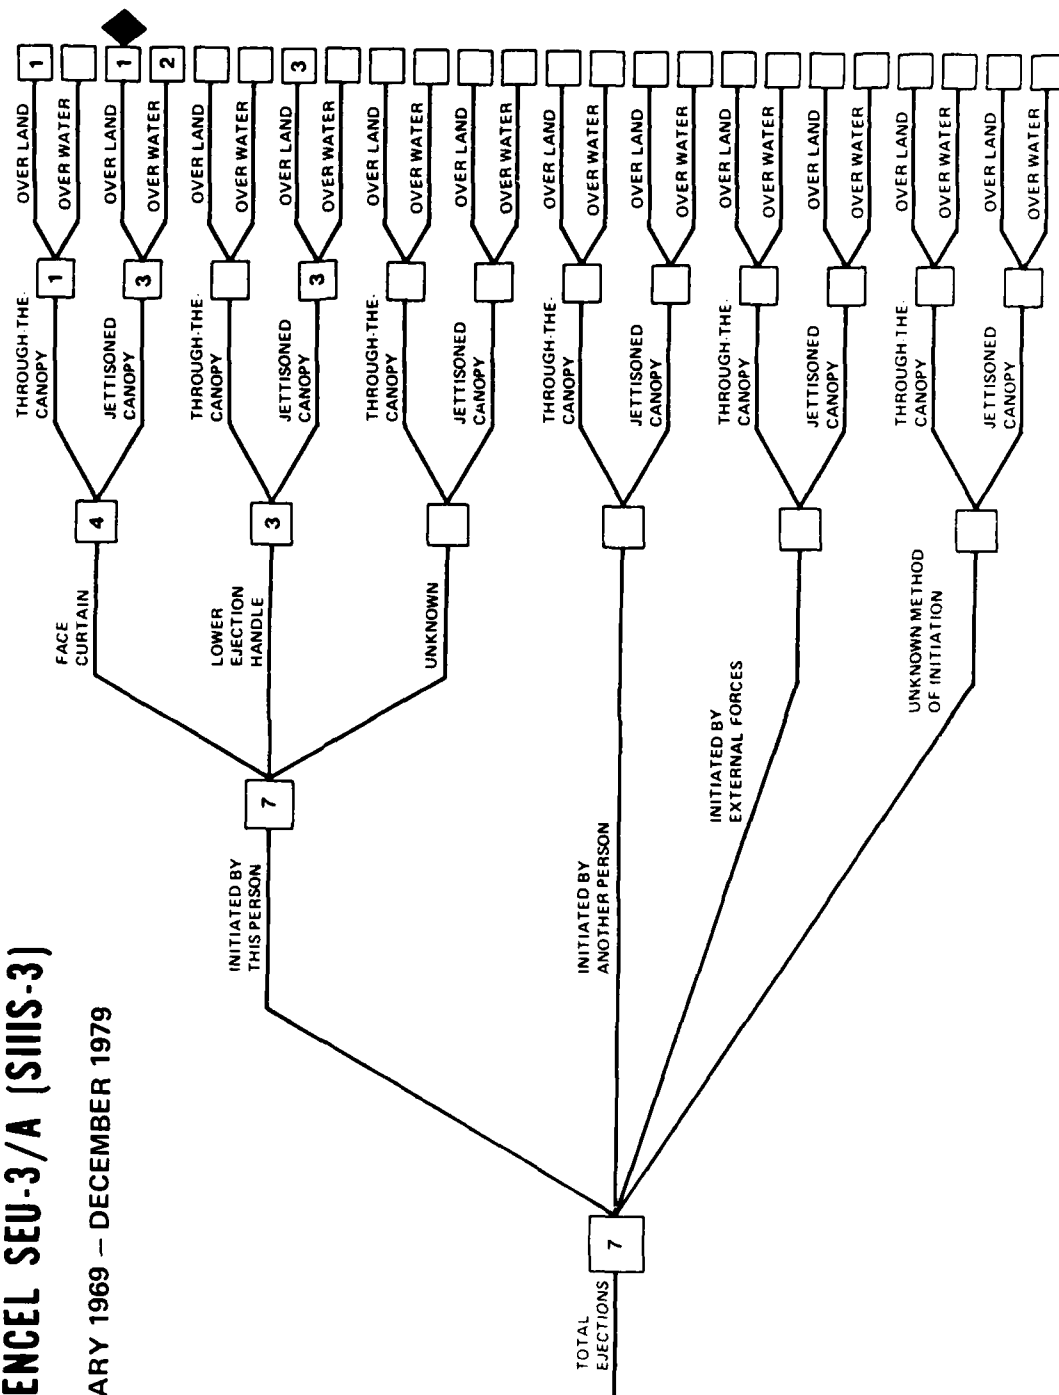 ENCEL SEU-3/A (SIIIS-3)
ARY 1969 – DECEMBER 1979
TOTAL
EJECTIONS
7
INITIATED BY
THIS PERSON
7
FACE
CURTAIN
4
THROUGH-THE-
CANOPY
1
OVER LAND
1
OVER WATER
JETTISONED
CANOPY
3
OVER LAND
1
OVER WATER
2
LOWER
EJECTION
HANDLE
3
THROUGH-THE-
CANOPY
OVER LAND
OVER WATER
JETTISONED
CANOPY
3
OVER LAND
3
OVER WATER
UNKNOWN
THROUGH-THE-
CANOPY
OVER LAND
OVER WATER
JETTISONED
CANOPY
OVER LAND
OVER WATER
INITIATED BY
ANOTHER PERSON
THROUGH-THE-
CANOPY
OVER LAND
OVER WATER
JETTISONED
CANOPY
OVER LAND
OVER WATER
INITIATED BY
EXTERNAL FORCES
THROUGH-THE-
CANOPY
OVER LAND
OVER WATER
JETTISONED
CANOPY
OVER LAND
OVER WATER
UNKNOWN METHOD
OF INITIATION
THROUGH-THE-
CANOPY
OVER LAND
OVER WATER
JETTISONED
CANOPY
OVER LAND
OVER WATER